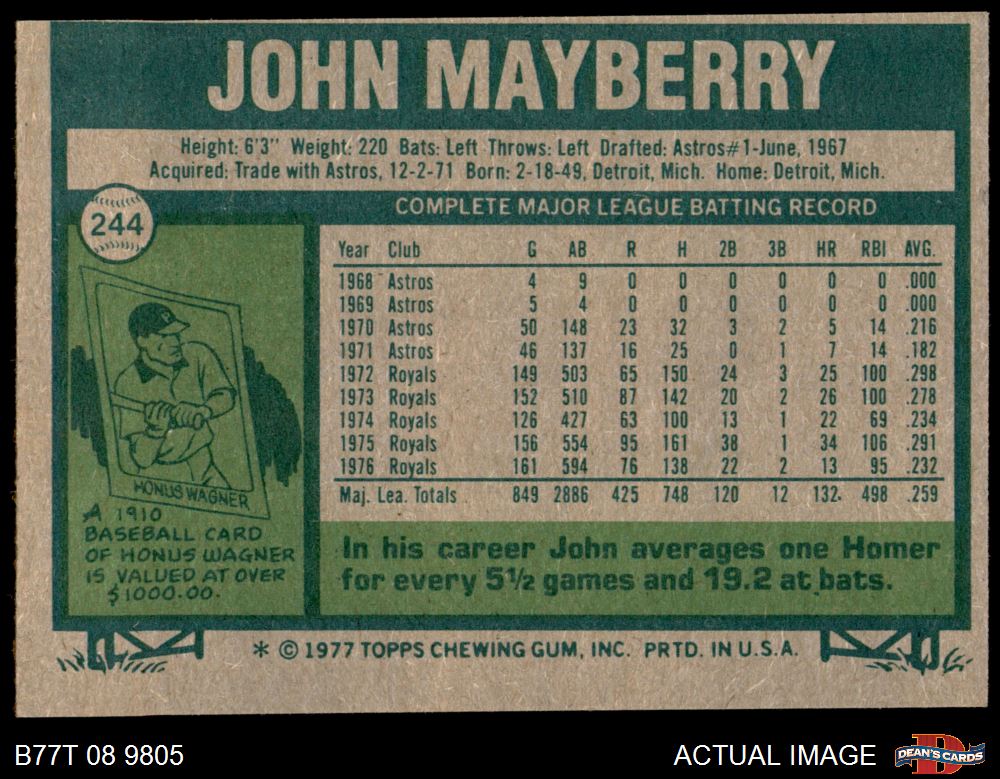 JOHN MAYBERRY
Height: 6'3" Weight: 220 Bats: Left Throws: Left Drafted: Astros#1-June, 1967
Acquired: Trade with Astros, 12-2-71 Born: 2-18-49, Detroit, Mich. Home: Detroit, Mich.
244
COMPLETE MAJOR LEAGUE BATTING RECORD
Year Club G AB R H 2B 3B HR RBI AVG.
1968 Astros 4 9 0 0 0 0 0 0 .000
1969 Astros 5 4 0 0 0 0 0 0 .000
1970 Astros 50 148 23 32 3 2 5 14 .216
1971 Astros 46 137 16 25 0 1 7 14 .182
1972 Royals 149 503 65 150 24 3 25 100 .298
1973 Royals 152 510 87 142 20 2 26 100 .278
1974 Royals 126 427 63 100 13 1 22 69 .234
1975 Royals 156 554 95 161 38 1 34 106 .291
1976 Royals 161 594 76 138 22 2 13 95 .232
Maj. Lea. Totals 849 2886 425 748 120 12 132 498 .259
HONUS WAGNER
A 1910
BASEBALL CARD
OF HONUS WAGNER
IS VALUED AT OVER
$1000.00.
In his career John averages one Homer
for every 5½ games and 19.2 at bats.
* © 1977 TOPPS CHEWING GUM, INC. PRTD. IN U.S.A.
B77T 08 9805
ACTUAL IMAGE
DEAN'S CARDS